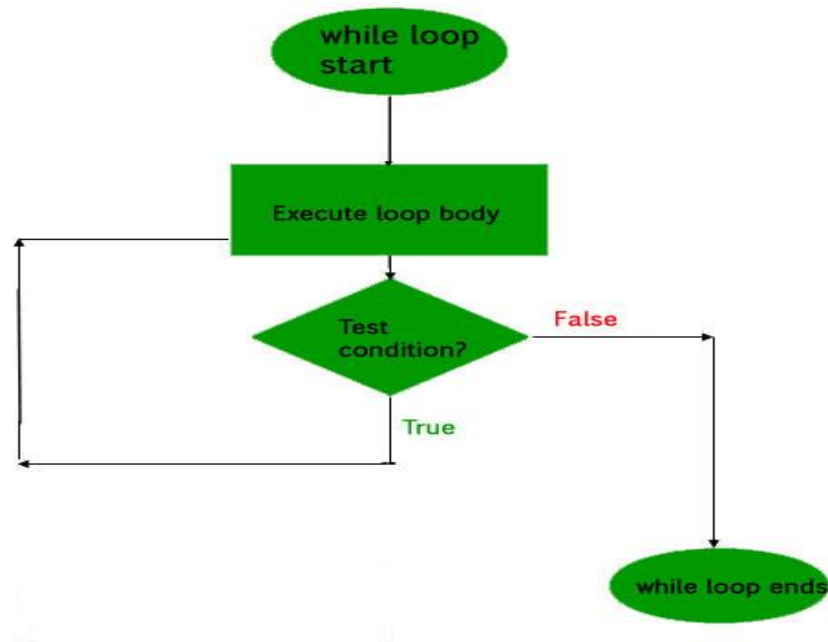 while loop
start
Execute loop body
Test
condition?
False
True
while loop ends